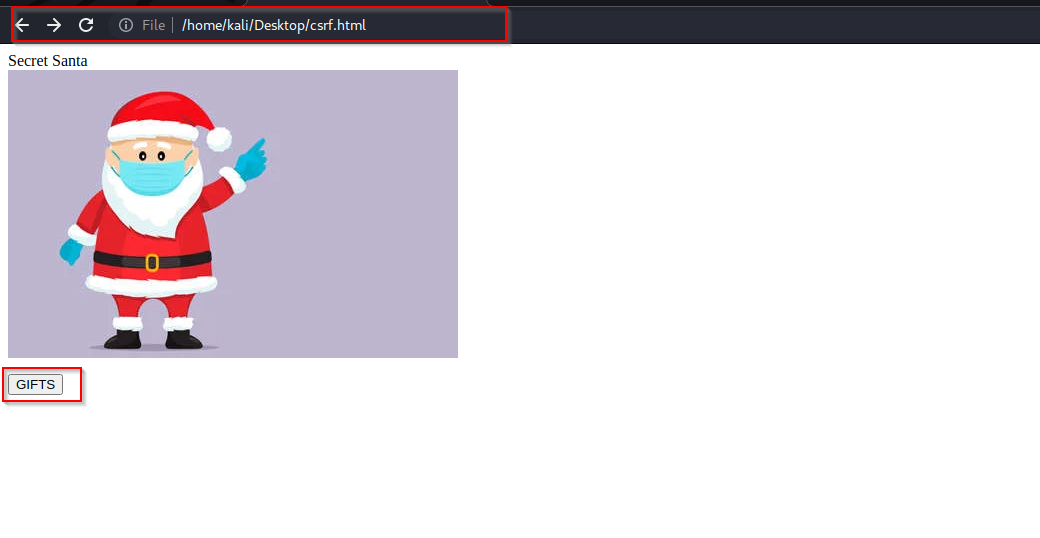 File /home/kali/Desktop/csrf.html
Secret Santa
GIFTS